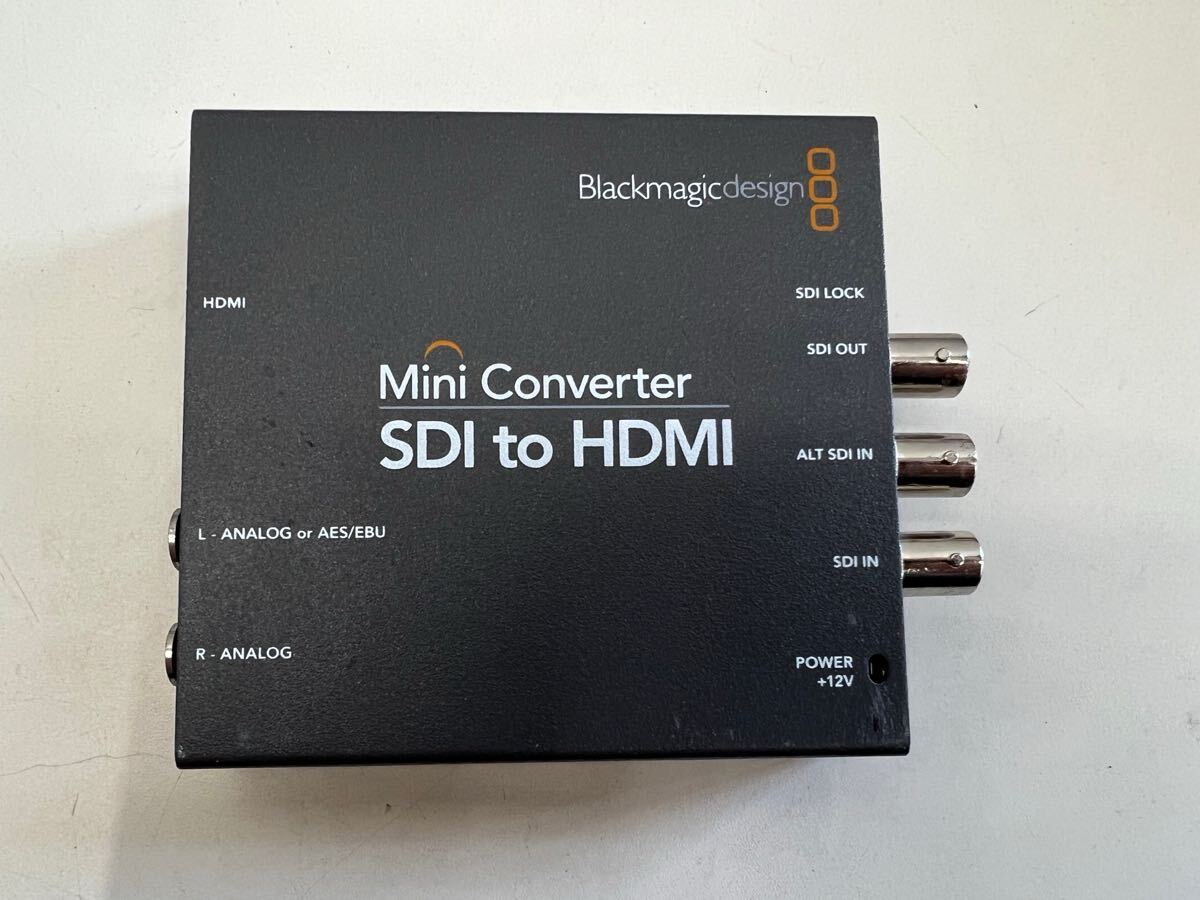 Blackmagicdesign
HDMI
SDI LOCK
SDI OUT
Mini Converter
SDI to HDMI
ALT SDI IN
L - ANALOG or AES/EBU
SDI IN
R - ANALOG
POWER
+12V